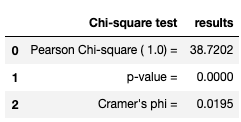 Chi-square test results
0 Pearson Chi-square ( 1.0) = 38.7202
1 p-value = 0.0000
2 Cramer's phi = 0.0195